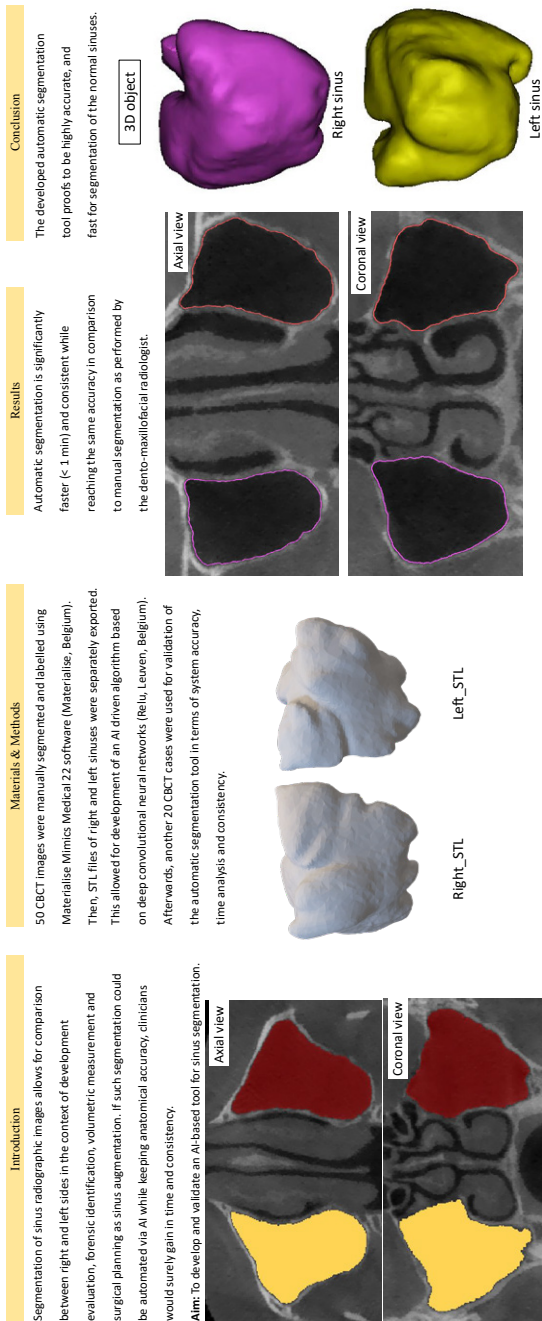 Introduction
Segmentation of sinus radiographic images allows for comparison
between right and left sides in the context of development
evaluation, forensic identification, volumetric measurement and
surgical planning as sinus augmentation. If such segmentation could
be automated via AI while keeping anatomical accuracy, clinicians
would surely gain in time and consistency.
Aim: To develop and validate an AI-based tool for sinus segmentation.
Axial view
Coronal view
Materials & Methods
50 CBCT images were manually segmented and labelled using
Materialise Mimics Medical 22 software (Materialise, Belgium).
Then, STL files of right and left sinuses were separately exported.
This allowed for development of an AI driven algorithm based
on deep convolutional neural networks (Relu, Leuven, Belgium).
Afterwards, another 20 CBCT cases were used for validation of
the automatic segmentation tool in terms of system accuracy,
time analysis and consistency.
Right_STL
Left_STL
Results
Automatic segmentation is significantly
faster (< 1 min) and consistent while
reaching the same accuracy in comparison
to manual segmentation as performed by
the dento-maxillofacial radiologist.
Axial view
Coronal view
Conclusion
The developed automatic segmentation
tool proofs to be highly accurate, and
fast for segmentation of the normal sinuses.
3D object
Right sinus
Left sinus